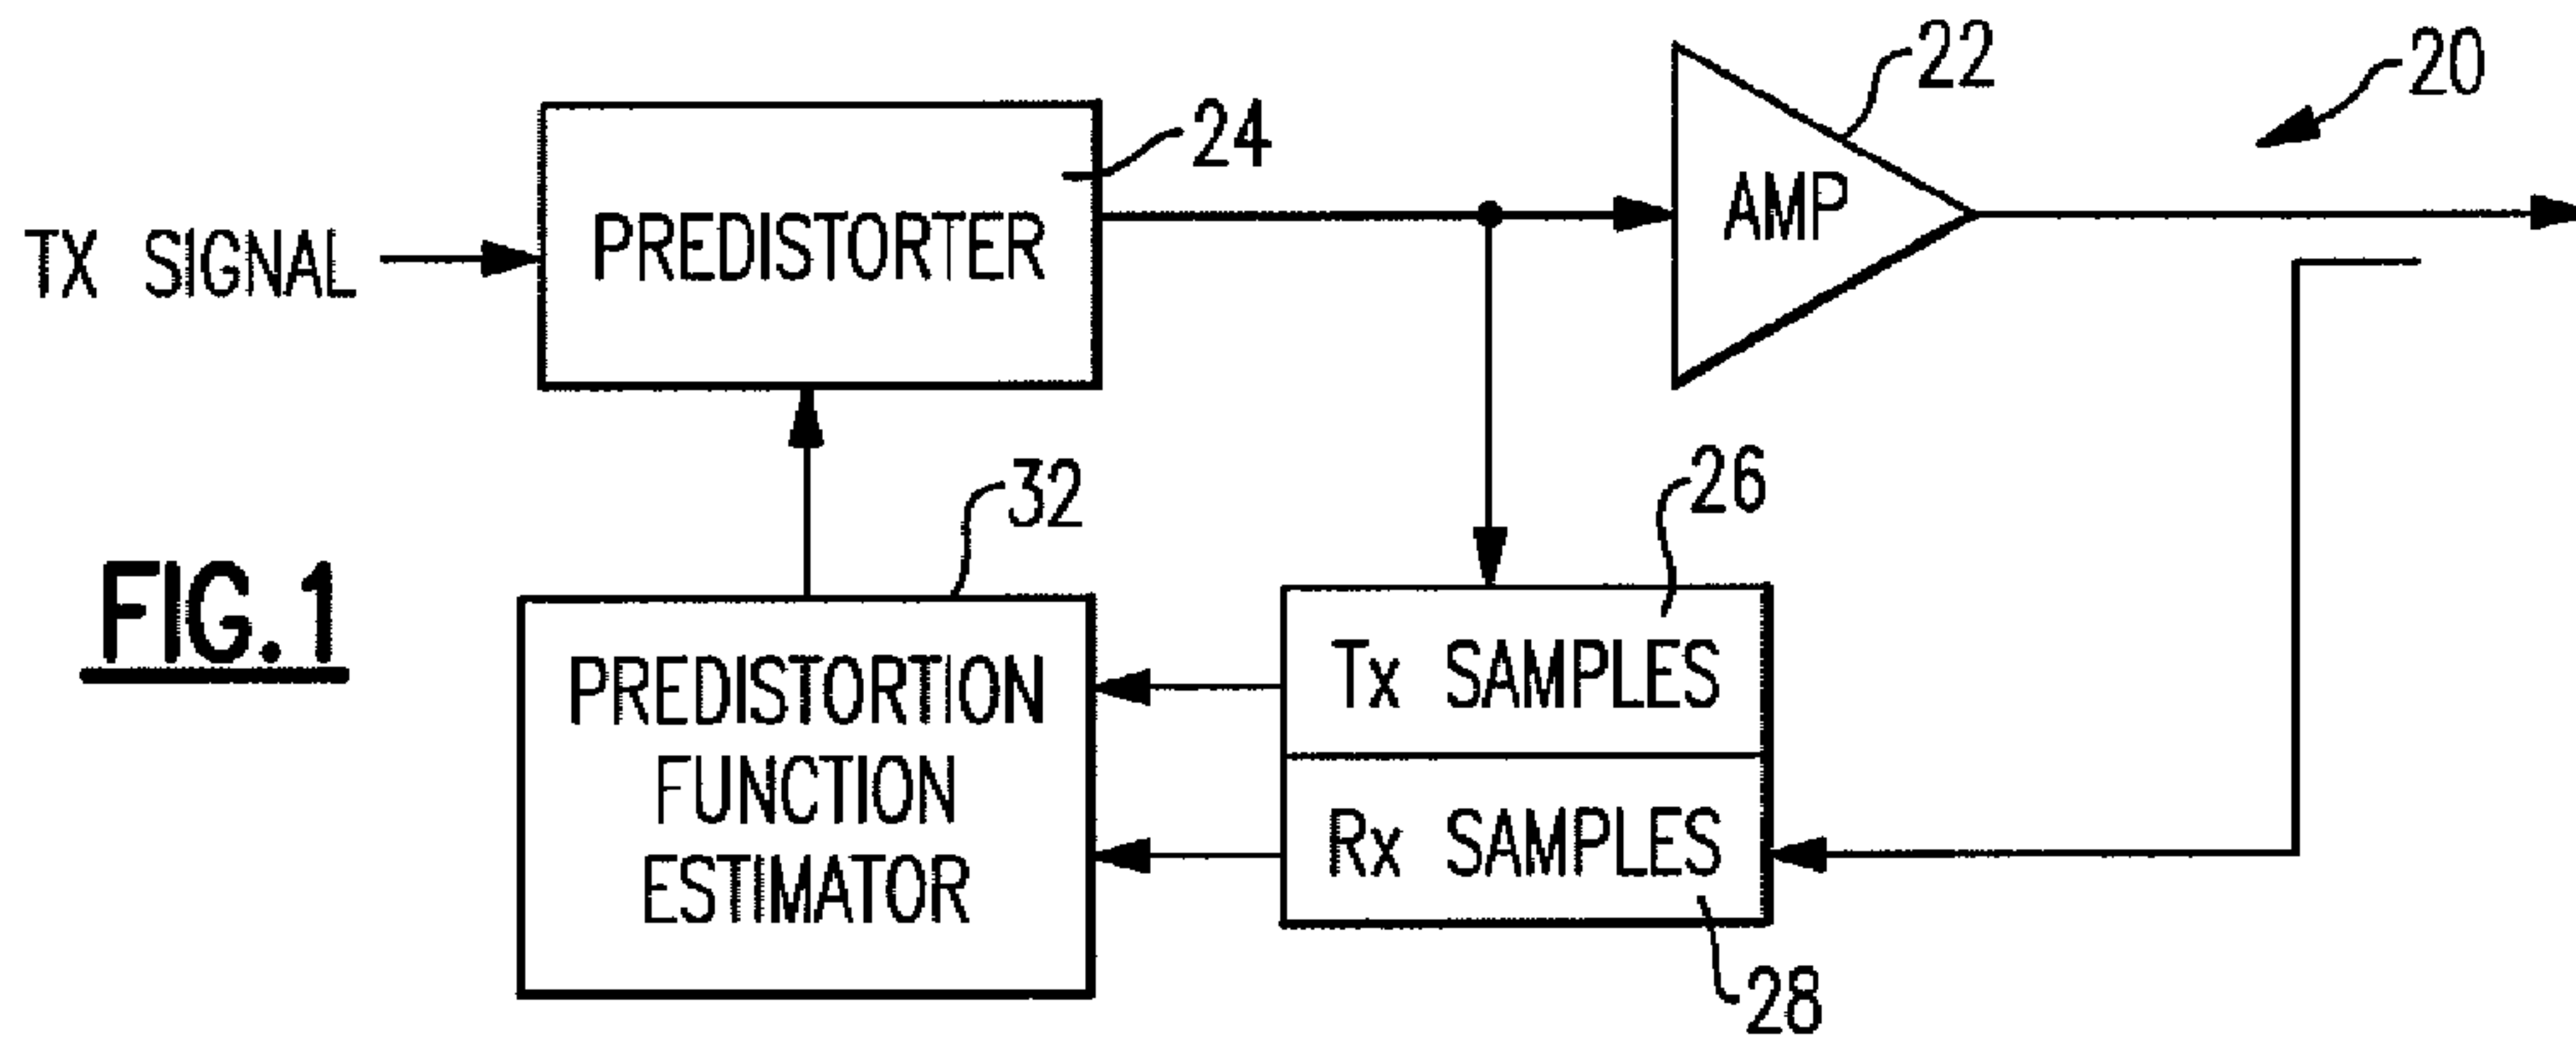 22
20
24
AMP
TX SIGNAL
PREDISTORTER
32
26
FIG.1
Tx SAMPLES
PREDISTORTION
FUNCTION
ESTIMATOR
Rx SAMPLES
28